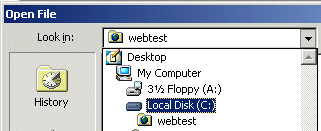 Open File
Look in: webtest
Desktop
My Computer
3½ Floppy (A:)
Local Disk (C:)
webtest
History